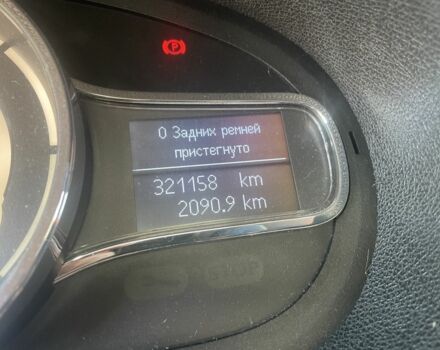 P
0 Задних ремней
пристегнуто
321158 km
2090.9 km